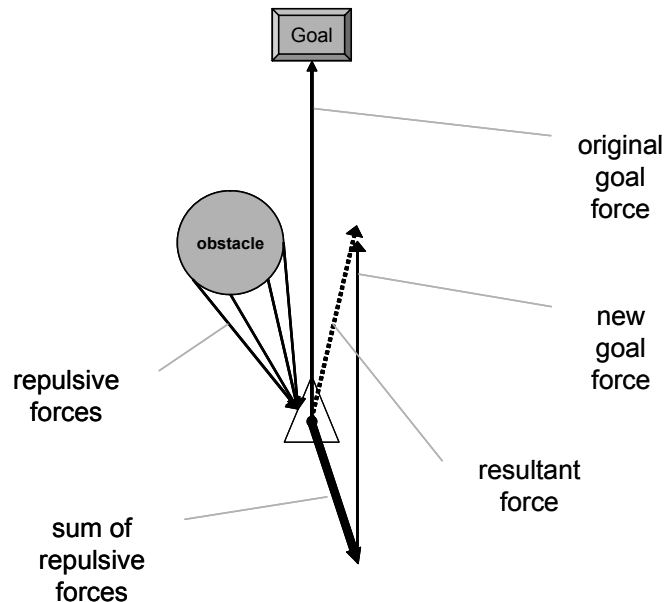 Goal
original
goal
force
obstacle
new
goal
force
repulsive
forces
resultant
force
sum of
repulsive
forces